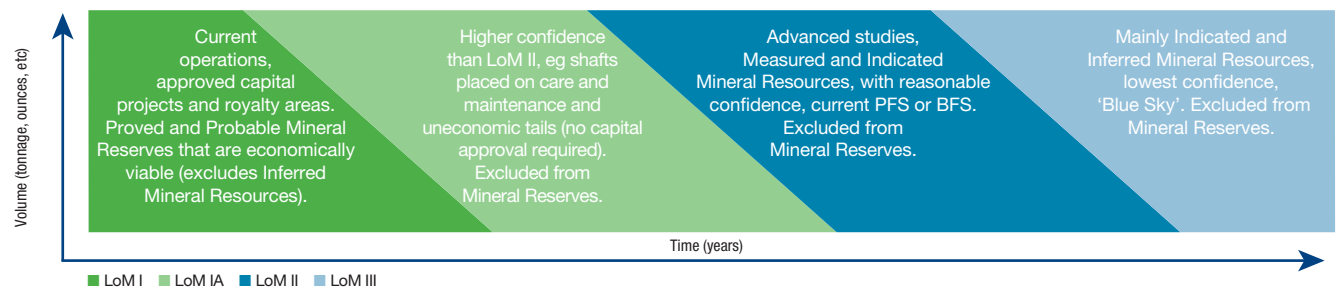 Volume (tonnage, ounces, etc)
Current
operations,
approved capital
projects and royalty areas.
Proved and Probable Mineral
Reserves that are economically
viable (excludes Inferred
Mineral Resources).
Higher confidence
than LoM II, eg shafts
placed on care and
maintenance and
uneconomic tails (no capital
approval required).
Excluded from
Mineral Reserves.
Advanced studies,
Measured and Indicated
Mineral Resources, with reasonable
confidence, current PFS or BFS.
Excluded from
Mineral Reserves.
Mainly Indicated and
Inferred Mineral Resources,
lowest confidence,
‘Blue Sky’. Excluded from
Mineral Reserves.
Time (years)
LoM I LoM IA LoM II LoM III